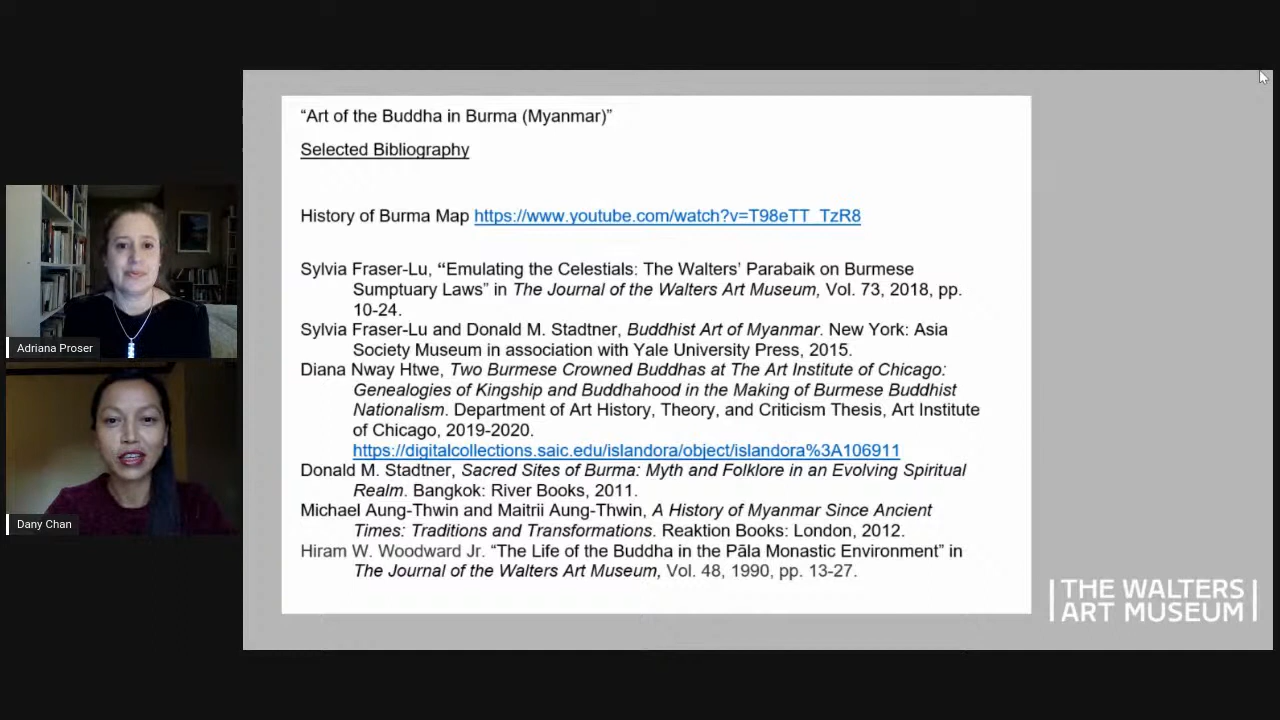 “Art of the Buddha in Burma (Myanmar)”
Selected Bibliography
History of Burma Map https://www.youtube.com/watch?v=T98eTT_TzR8
Sylvia Fraser-Lu, “Emulating the Celestials: The Walters’ Parabaik on Burmese
Sumptuary Laws” in The Journal of the Walters Art Museum, Vol. 73, 2018, pp.
10-24.
Sylvia Fraser-Lu and Donald M. Stadtner, Buddhist Art of Myanmar. New York: Asia
Society Museum in association with Yale University Press, 2015.
Diana Nway Htwe, Two Burmese Crowned Buddhas at The Art Institute of Chicago:
Genealogies of Kingship and Buddhahood in the Making of Burmese Buddhist
Nationalism. Department of Art History, Theory, and Criticism Thesis, Art Institute
of Chicago, 2019-2020.
https://digitalcollections.saic.edu/islandora/object/islandora%3A106911
Donald M. Stadtner, Sacred Sites of Burma: Myth and Folklore in an Evolving Spiritual
Realm. Bangkok: River Books, 2011.
Michael Aung-Thwin and Maitrii Aung-Thwin, A History of Myanmar Since Ancient
Times: Traditions and Transformations. Reaktion Books: London, 2012.
Hiram W. Woodward Jr. “The Life of the Buddha in the Pāla Monastic Environment” in
The Journal of the Walters Art Museum, Vol. 48, 1990, pp. 13-27.
Adriana Proser
Dany Chan
THE WALTERS
ART MUSEUM